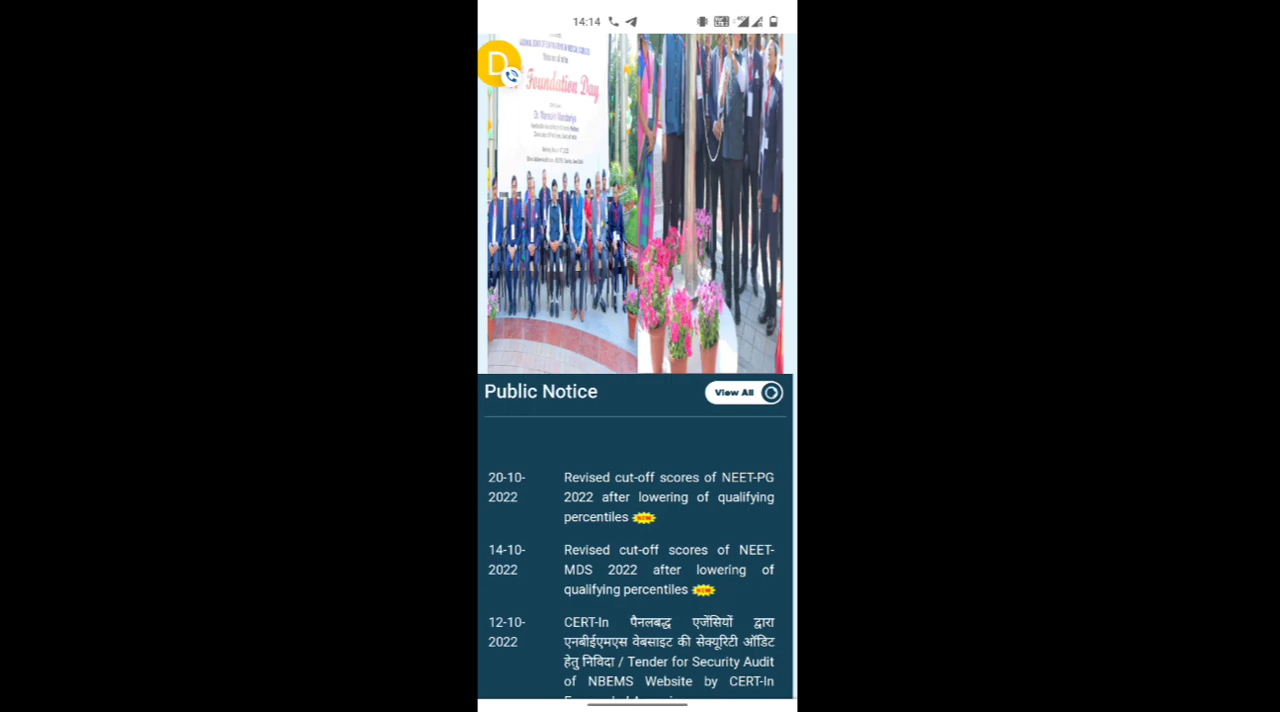 14:14
D
Foundation Day
Public Notice
View All
20-10-
2022
Revised cut-off scores of NEET-PG
2022 after lowering of qualifying
percentiles NEW
14-10-
2022
Revised cut-off scores of NEET-
MDS 2022 after lowering of
qualifying percentiles NEW
12-10-
2022
CERT-In पैनलबद्ध एजेंसियों द्वारा
एनबीईएमएस वेबसाइट की सेक्यूरिटी ऑडिट
हेतु निविदा / Tender for Security Audit
of NBEMS Website by CERT-In